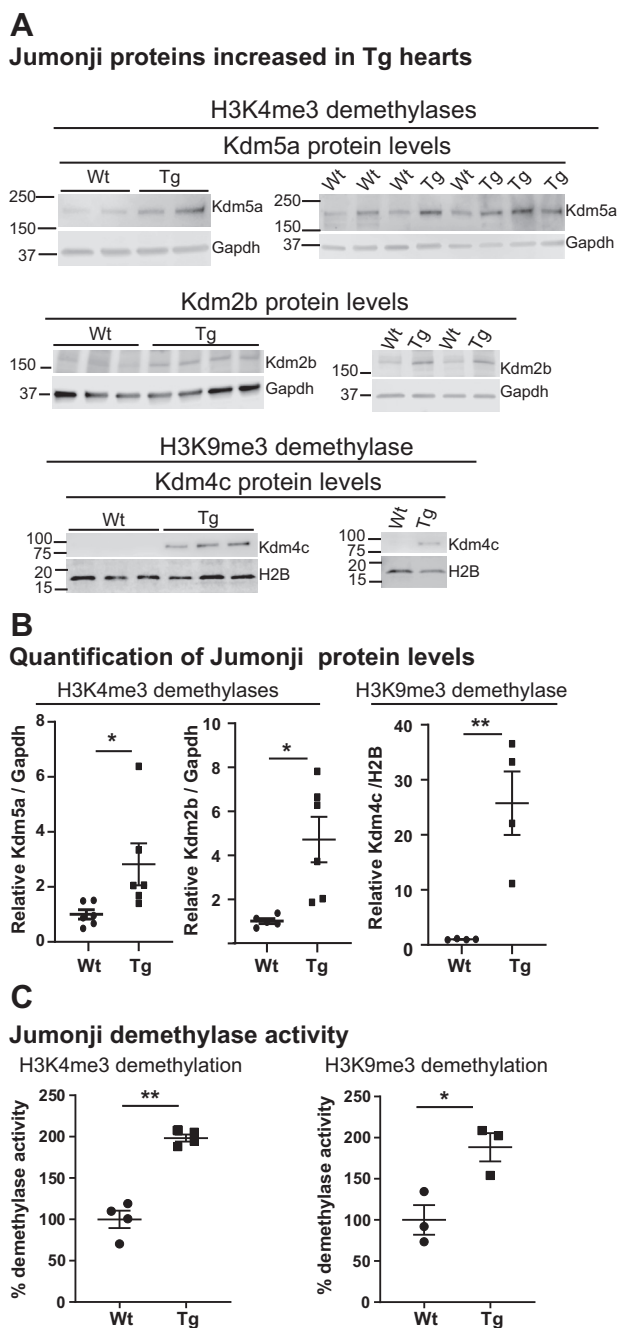 A
Jumonji proteins increased in Tg hearts
H3K4me3 demethylases
Kdm5a protein levels
Wt Tg
250
150
37
Kdm5a
Gapdh
Wt Wt Wt Tg Wt Tg Tg Tg
250
150
37
Kdm5a
Gapdh
Kdm2b protein levels
Wt Tg
150
37
Kdm2b
Gapdh
Wt Tg Wt Tg
150
37
Kdm2b
Gapdh
H3K9me3 demethylase
Kdm4c protein levels
Wt Tg
100
75
20
15
Kdm4c
H2B
Wt Tg
100
75
20
15
Kdm4c
H2B
B
Quantification of Jumonji protein levels
H3K4me3 demethylases H3K9me3 demethylase
Relative Kdm5a / Gapdh
8
6
4
2
0
*
Wt Tg
Relative Kdm2b / Gapdh
10
8
6
4
2
*
Wt Tg
Relative Kdm4c /H2B
40
30
20
10
0
**
Wt Tg
C
Jumonji demethylase activity
H3K4me3 demethylation H3K9me3 demethylation
% demethylase activity
250
200
150
100
50
0
**
Wt Tg
% demethylase activity
250
200
150
100
50
0
*
Wt Tg